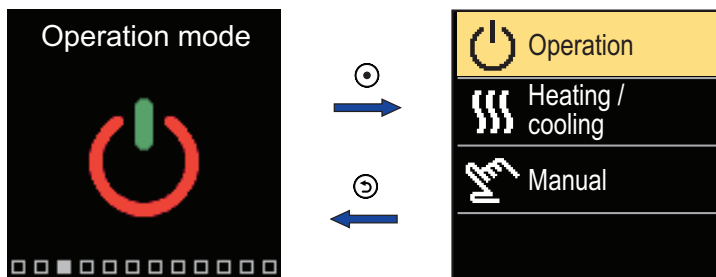 Operation mode
Operation
Heating /
cooling
Manual